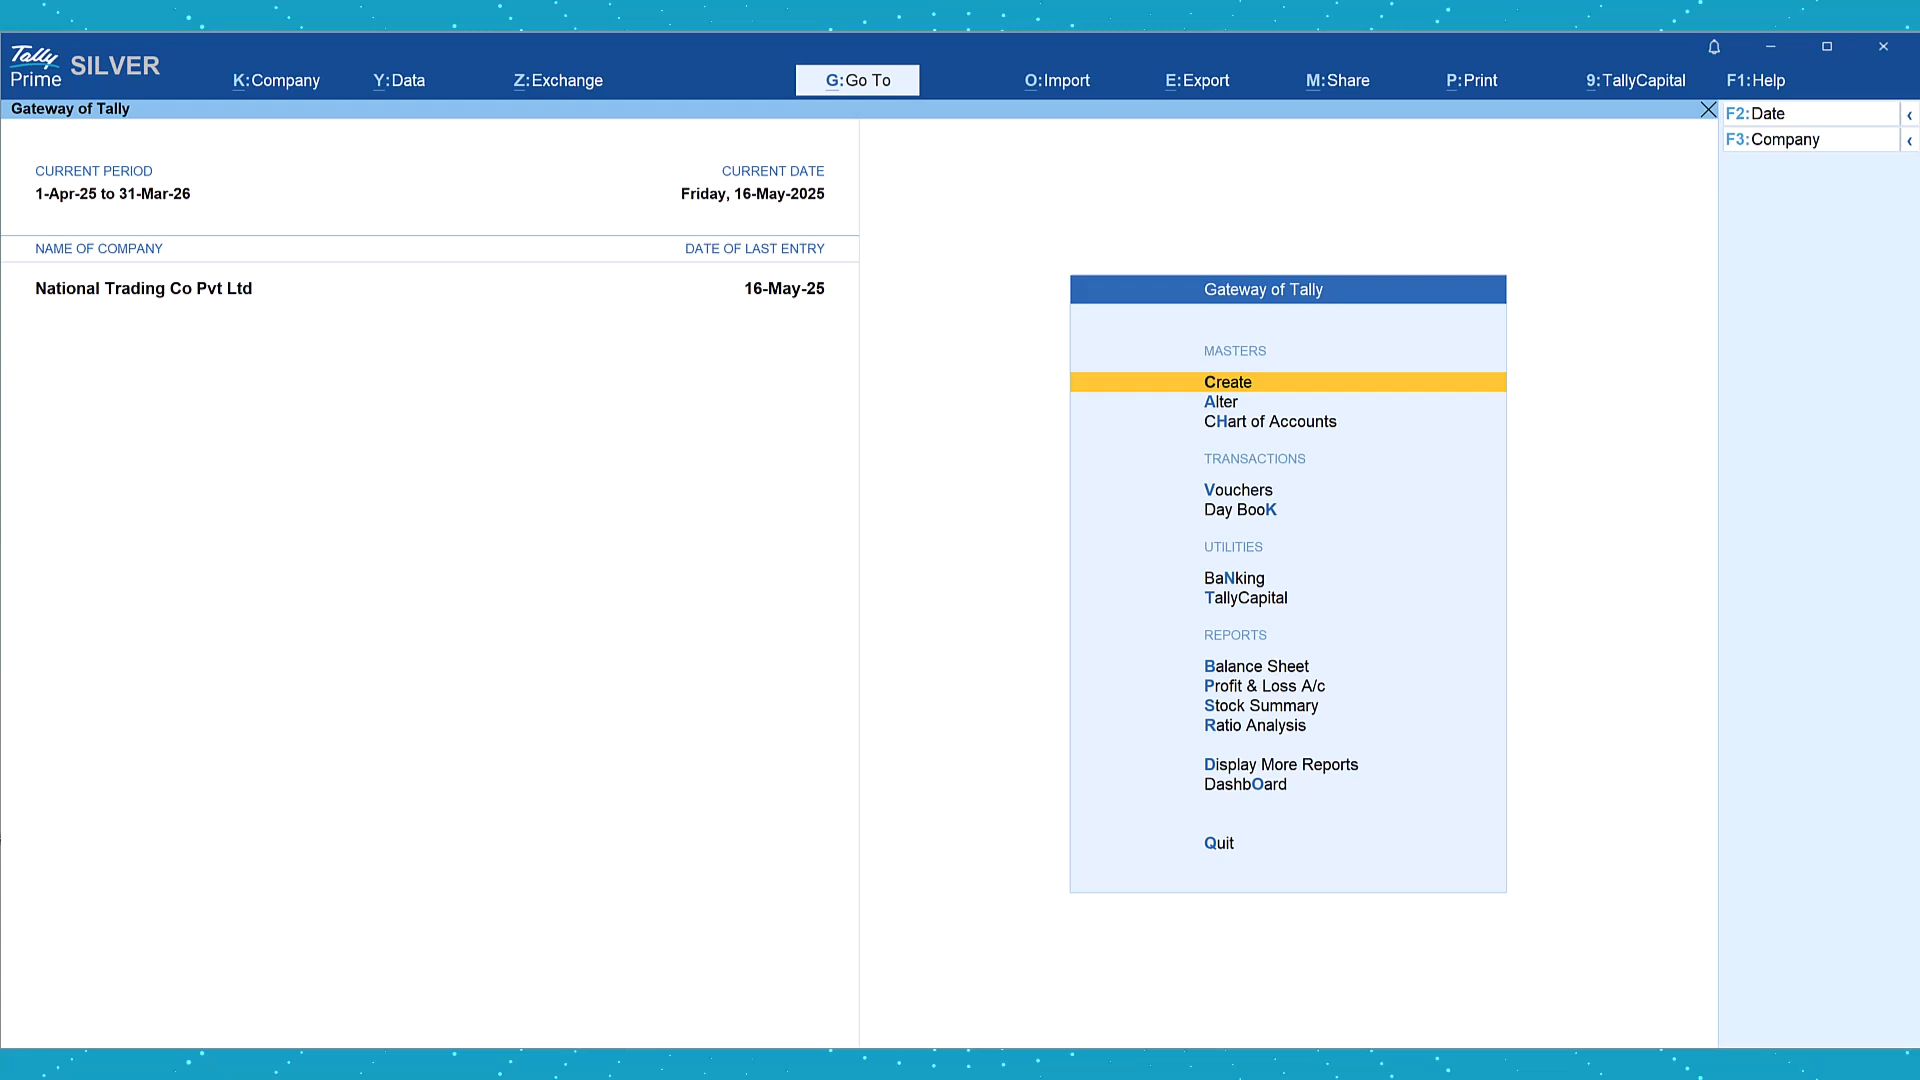 Tally
Prime SILVER
K:Company Y:Data Z:Exchange G:Go To O:Import E:Export M:Share P:Print 9:TallyCapital F1:Help
Gateway of Tally
F2:Date
F3:Company
CURRENT PERIOD CURRENT DATE
1-Apr-25 to 31-Mar-26 Friday, 16-May-2025
NAME OF COMPANY DATE OF LAST ENTRY
National Trading Co Pvt Ltd 16-May-25
Gateway of Tally
MASTERS
Create
Alter
CHart of Accounts
TRANSACTIONS
Vouchers
Day BooK
UTILITIES
BaNking
TallyCapital
REPORTS
Balance Sheet
Profit & Loss A/c
Stock Summary
Ratio Analysis
Display More Reports
DashbOard
Quit